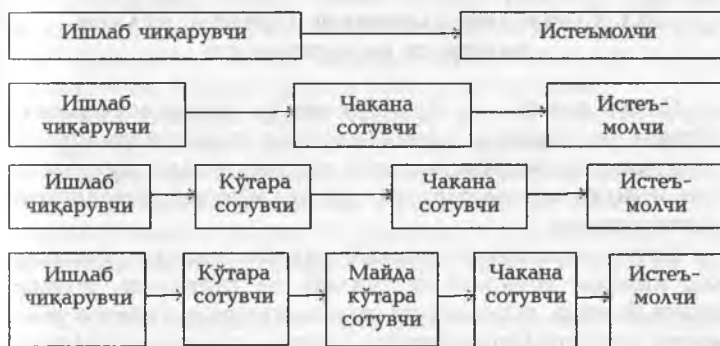 Ишлаб чиқарувчи Истеъмолчи
Ишлаб Чакана Истеъ-
чиқарувчи сотувчи молчи
Ишлаб Кўтара Чакана Истеъ-
чиқарувчи сотувчи сотувчи молчи
Ишлаб Кўтара Майда Чакана Истеъ-
чиқарувчи сотувчи кўтара сотувчи молчи
сотувчи